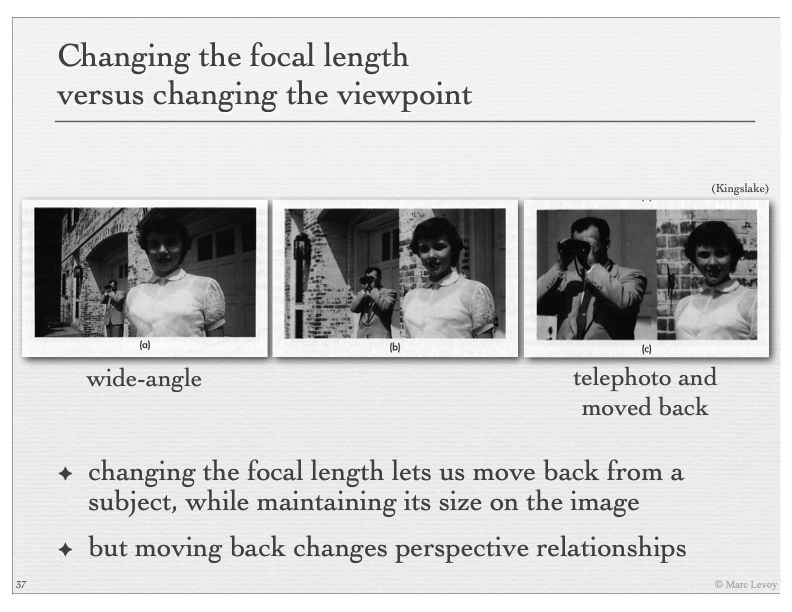 Changing the focal length
versus changing the viewpoint
(Kingslake)
(a)
(b)
(c)
wide-angle
telephoto and
moved back
✦ changing the focal length lets us move back from a
subject, while maintaining its size on the image
✦ but moving back changes perspective relationships
37
© Marc Levoy